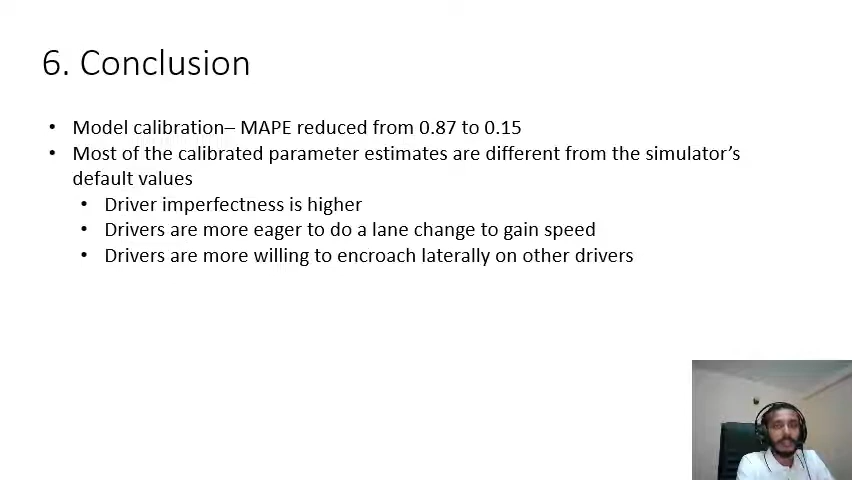 6. Conclusion
• Model calibration– MAPE reduced from 0.87 to 0.15
• Most of the calibrated parameter estimates are different from the simulator’s
default values
• Driver imperfectness is higher
• Drivers are more eager to do a lane change to gain speed
• Drivers are more willing to encroach laterally on other drivers